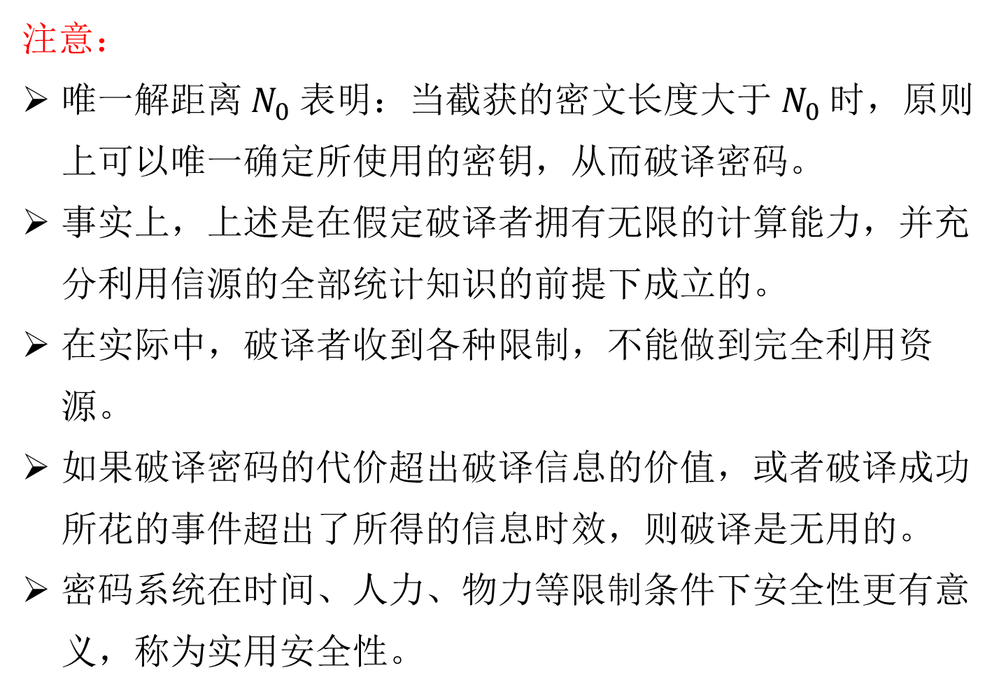 注意：
➢ 唯一解距离 N₀ 表明：当截获的密文长度大于 N₀ 时，原则
上可以唯一确定所使用的密钥，从而破译密码。
➢ 事实上，上述是在假定破译者拥有无限的计算能力，并充
分利用信源的全部统计知识的前提下成立的。
➢ 在实际中，破译者收到各种限制，不能做到完全利用资
源。
➢ 如果破译密码的代价超出破译信息的价值，或者破译成功
所花的事件超出了所得的信息时效，则破译是无用的。
➢ 密码系统在时间、人力、物力等限制条件下安全性更有意
义，称为实用安全性。